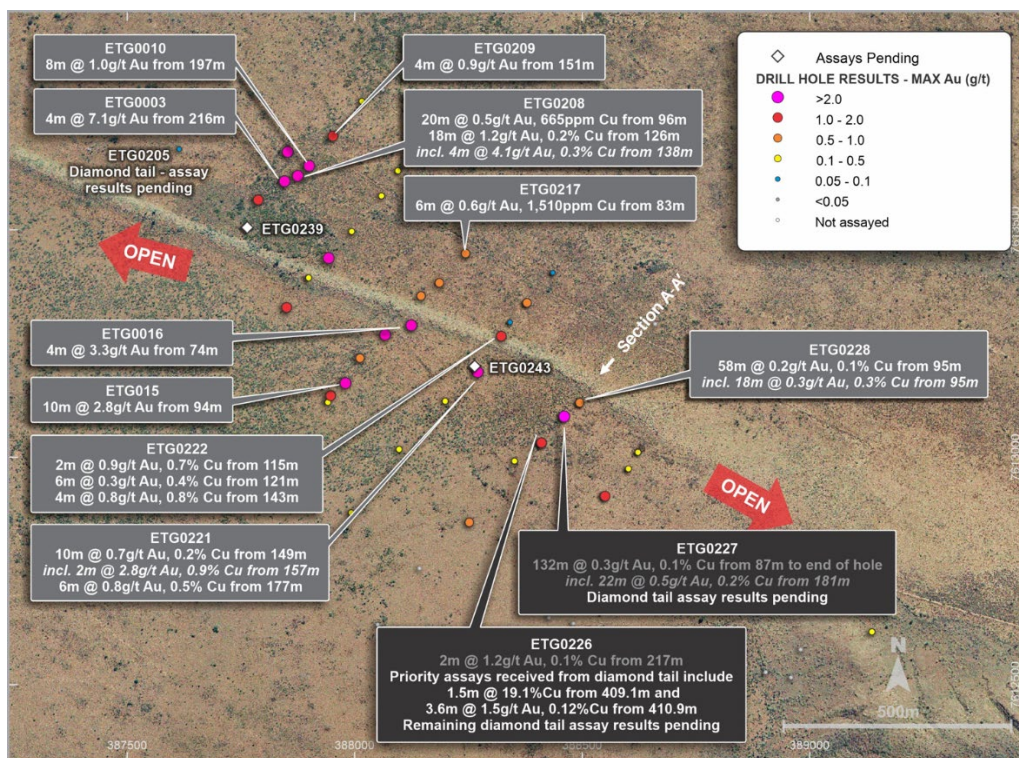 ETG0010
8m @ 1.0g/t Au from 197m
ETG0209
4m @ 0.9g/t Au from 151m
ETG0003
4m @ 7.1g/t Au from 216m
ETG0208
20m @ 0.5g/t Au, 665ppm Cu from 96m
18m @ 1.2g/t Au, 0.2% Cu from 126m
incl. 4m @ 4.1g/t Au, 0.3% Cu from 138m
ETG0205
Diamond tail - assay
results pending
ETG0217
6m @ 0.6g/t Au, 1,510ppm Cu from 83m
Assays Pending
DRILL HOLE RESULTS - MAX Au (g/t)
>2.0
1.0 - 2.0
0.5 - 1.0
0.1 - 0.5
0.05 - 0.1
<0.05
Not assayed
ETG0239
OPEN
Section A-A'
ETG0016
4m @ 3.3g/t Au from 74m
ETG0243
ETG0228
58m @ 0.2g/t Au, 0.1% Cu from 95m
incl. 18m @ 0.3g/t Au, 0.3% Cu from 95m
ETG015
10m @ 2.8g/t Au from 94m
ETG0222
2m @ 0.9g/t Au, 0.7% Cu from 115m
6m @ 0.3g/t Au, 0.4% Cu from 121m
4m @ 0.8g/t Au, 0.8% Cu from 143m
OPEN
ETG0221
10m @ 0.7g/t Au, 0.2% Cu from 149m
incl. 2m @ 2.8g/t Au, 0.9% Cu from 157m
6m @ 0.8g/t Au, 0.5% Cu from 177m
ETG0227
132m @ 0.3g/t Au, 0.1% Cu from 87m to end of hole
incl. 22m @ 0.5g/t Au, 0.2% Cu from 181m
Diamond tail assay results pending
ETG0226
2m @ 1.2g/t Au, 0.1% Cu from 217m
Priority assays received from diamond tail include
1.5m @ 19.1%Cu from 409.1m and
3.6m @ 1.5g/t Au, 0.12%Cu from 410.9m
Remaining diamond tail assay results pending
N
500m
387500
388000
388500
389000